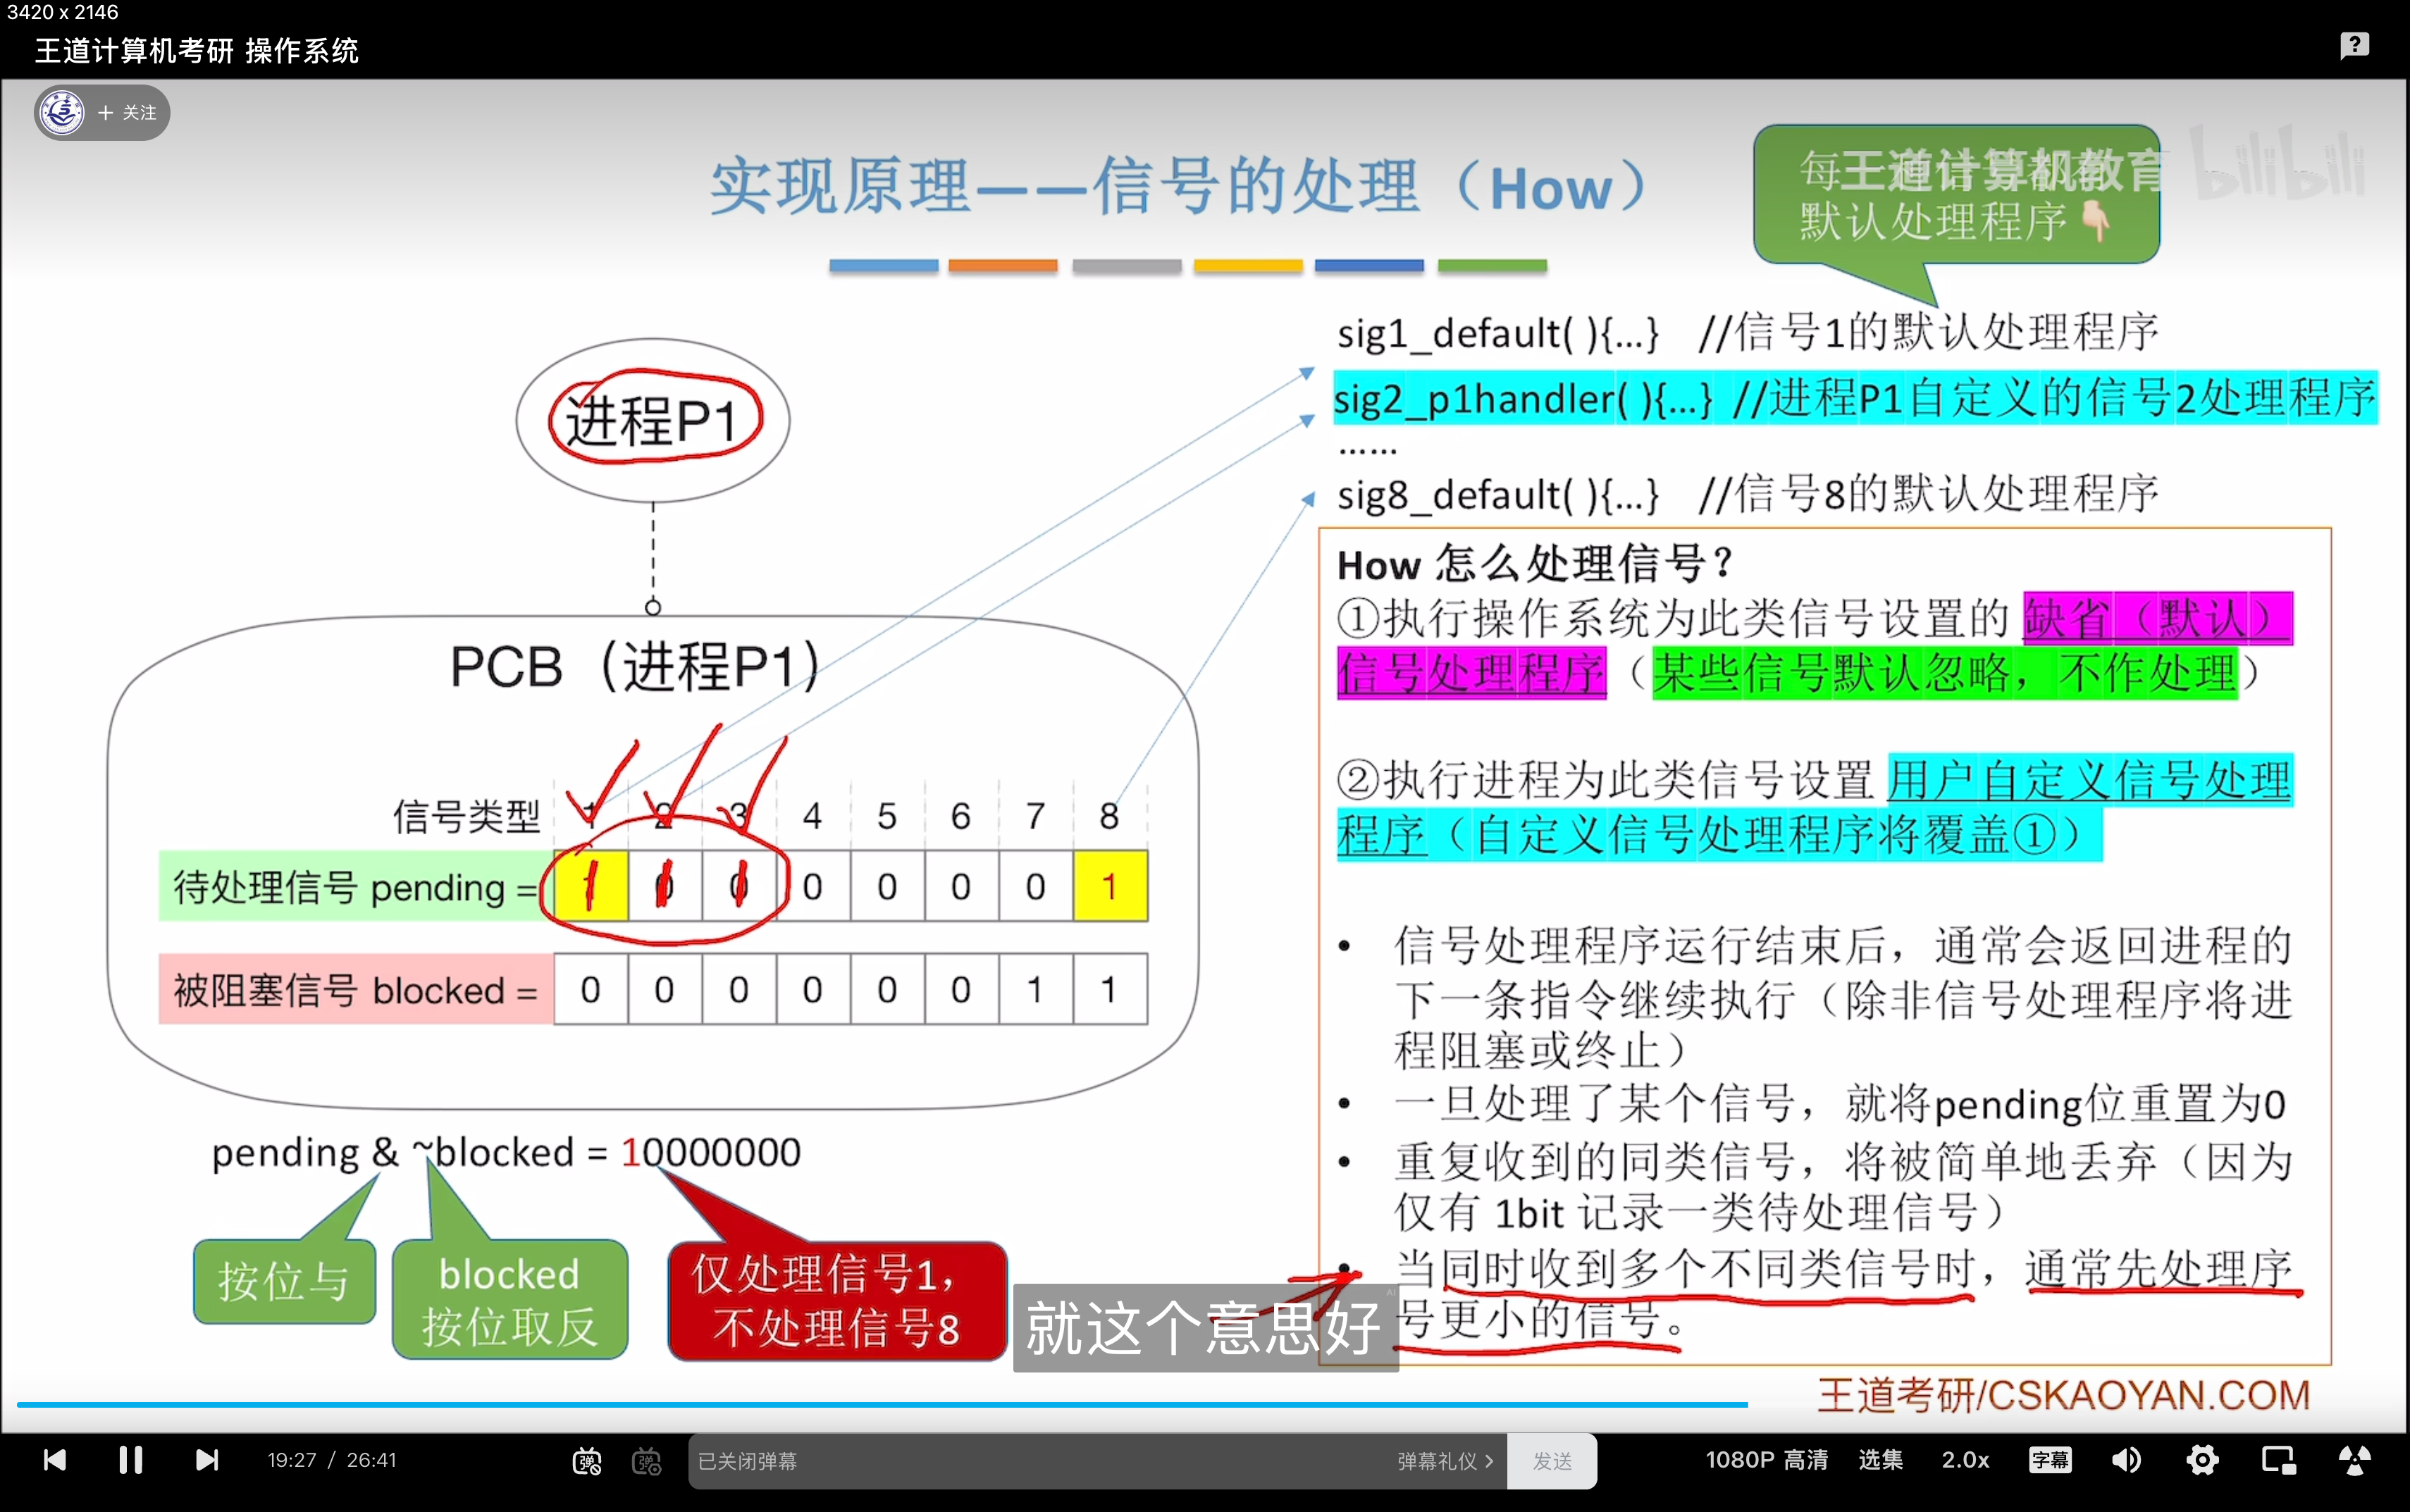 3420 x 2146
王道计算机考研 操作系统
+ 关注
实现原理——信号的处理（How）
王道计算机教育
bilibili
默认处理程序👇
sig1_default( ){...} //信号1的默认处理程序
sig2_p1handler( ){...} //进程P1自定义的信号2处理程序
......
sig8_default( ){...} //信号8的默认处理程序
进程P1
PCB（进程P1）
信号类型 1 2 3 4 5 6 7 8
待处理信号 pending = 1 0 0 0 0 0 0 1
被阻塞信号 blocked = 0 0 0 0 0 0 1 1
pending & ~blocked = 10000000
按位与
blocked
按位取反
仅处理信号1，
不处理信号8
How 怎么处理信号？
①执行操作系统为此类信号设置的 缺省（默认）
信号处理程序（某些信号默认忽略，不作处理）
②执行进程为此类信号设置 用户自定义信号处理
程序（自定义信号处理程序将覆盖①）
• 信号处理程序运行结束后，通常会返回进程的
下一条指令继续执行（除非信号处理程序将进
程阻塞或终止）
• 一旦处理了某个信号，就将pending位重置为0
• 重复收到的同类信号，将被简单地丢弃（因为
仅有 1bit 记录一类待处理信号）
• 当同时收到多个不同类信号时，通常先处理序
号更小的信号。
就这个意思好
AI
王道考研/CSKAOYAN.COM
19:27 / 26:41
弹
弹
已关闭弹幕
弹幕礼仪 >
发送
1080P 高清
选集
2.0x
字幕